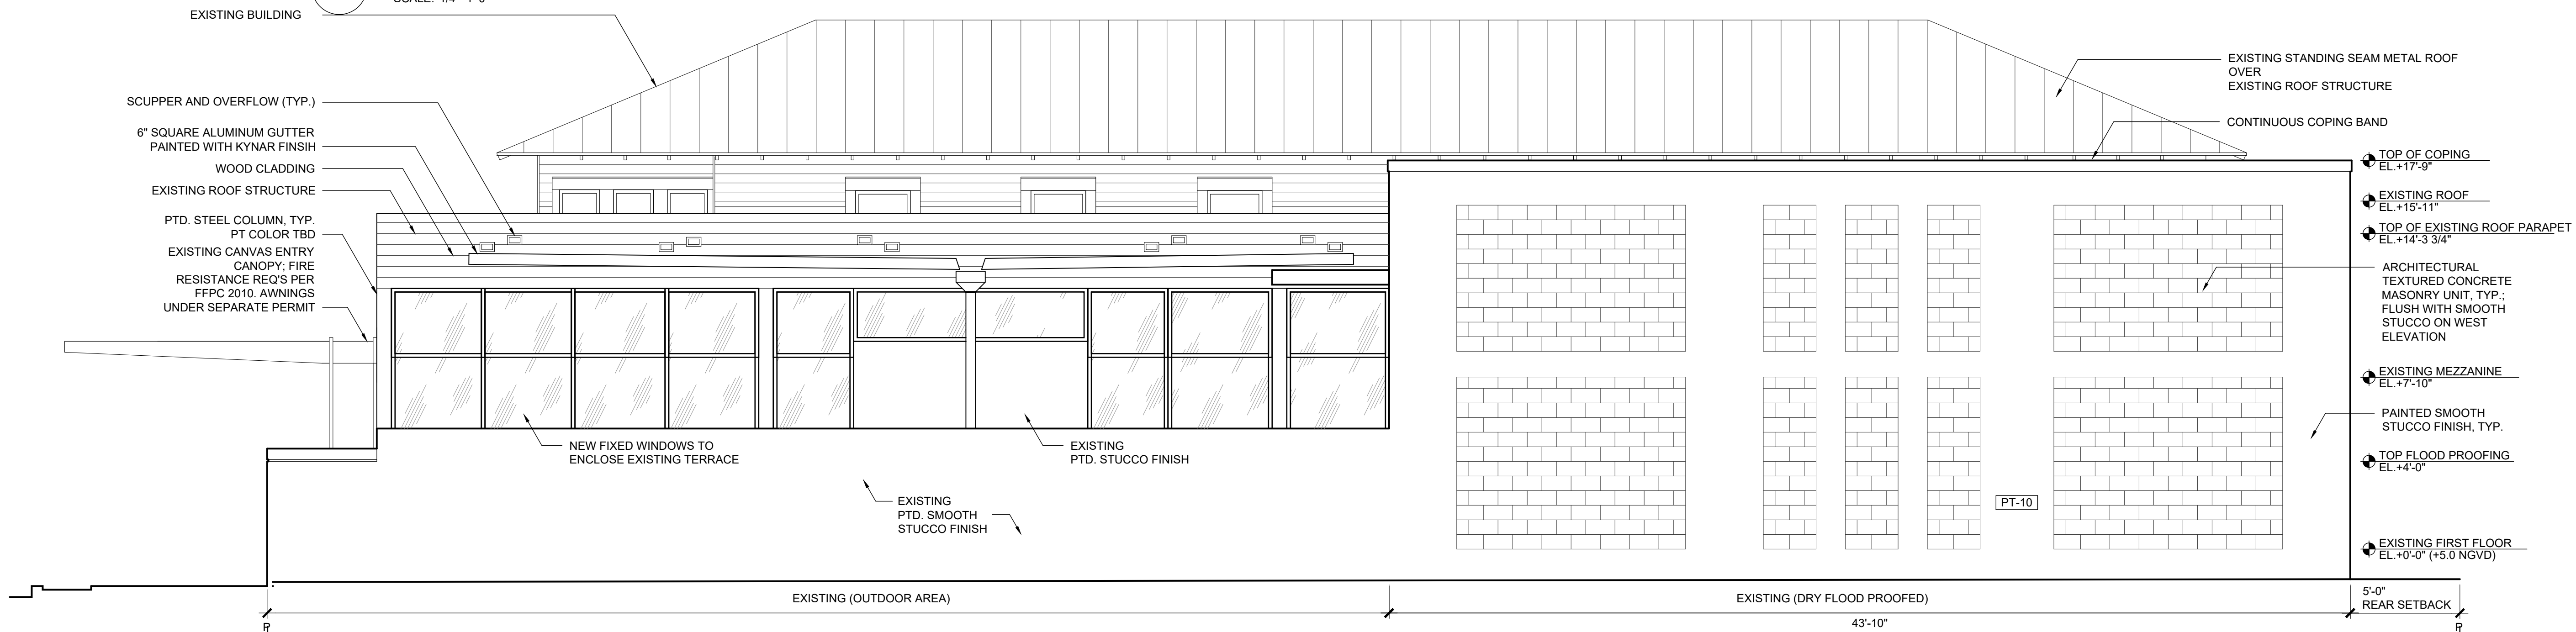 EXISTING BUILDING
SCUPPER AND OVERFLOW (TYP.)
6" SQUARE ALUMINUM GUTTER
PAINTED WITH KYNAR FINSIH
WOOD CLADDING
EXISTING ROOF STRUCTURE
PTD. STEEL COLUMN, TYP.
PT COLOR TBD
EXISTING CANVAS ENTRY
CANOPY; FIRE
RESISTANCE REQ'S PER
FFPC 2010. AWNINGS
UNDER SEPARATE PERMIT
NEW FIXED WINDOWS TO
ENCLOSE EXISTING TERRACE
EXISTING
PTD. STUCCO FINISH
EXISTING
PTD. SMOOTH
STUCCO FINISH
PT-10
EXISTING STANDING SEAM METAL ROOF
OVER
EXISTING ROOF STRUCTURE
CONTINUOUS COPING BAND
TOP OF COPING
EL.+17'-9"
EXISTING ROOF
EL.+15'-11"
TOP OF EXISTING ROOF PARAPET
EL.+14'-3 3/4"
ARCHITECTURAL
TEXTURED CONCRETE
MASONRY UNIT, TYP.;
FLUSH WITH SMOOTH
STUCCO ON WEST
ELEVATION
EXISTING MEZZANINE
EL.+7'-10"
PAINTED SMOOTH
STUCCO FINISH, TYP.
TOP FLOOD PROOFING
EL.+4'-0"
EXISTING FIRST FLOOR
EL.+0'-0" (+5.0 NGVD)
EXISTING (OUTDOOR AREA)
EXISTING (DRY FLOOD PROOFED)
43'-10"
5'-0"
REAR SETBACK